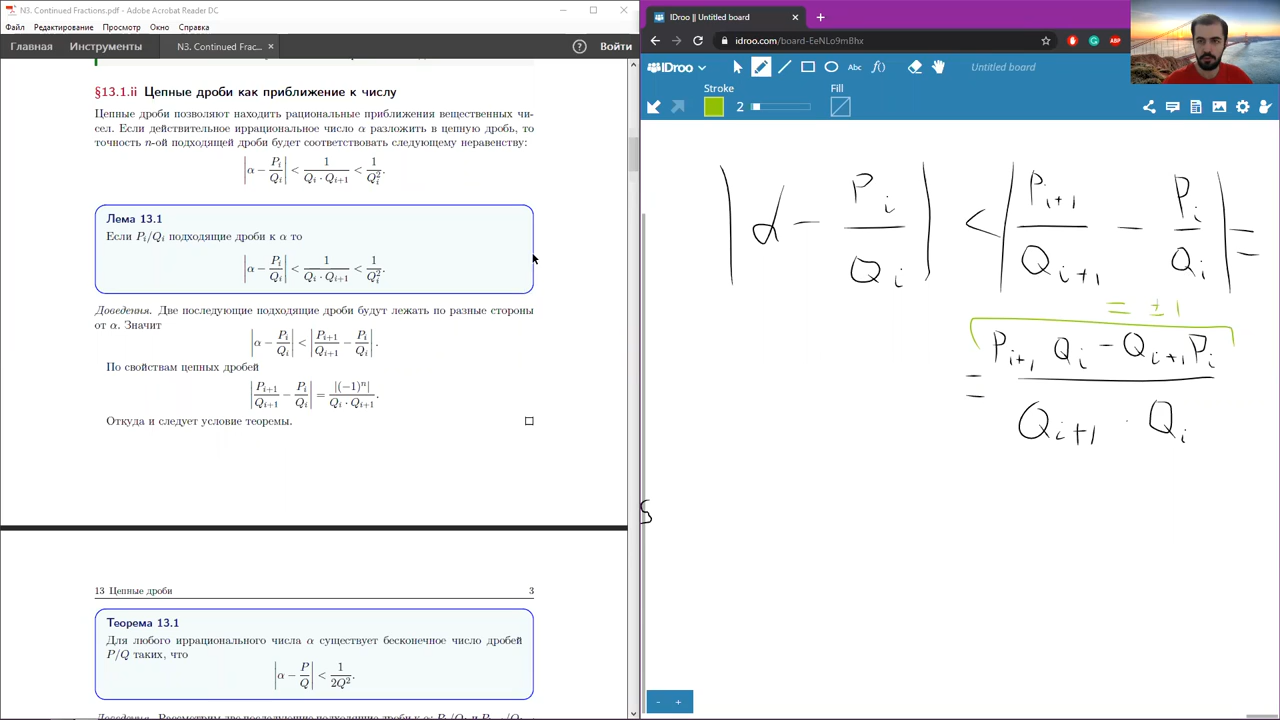 N3. Continued Fractions.pdf - Adobe Acrobat Reader DC
Файл Редактирование Просмотр Окно Справка
Главная Инструменты N3. Continued Frac... × ? Войти
§13.1.ii Цепные дроби как приближение к числу
Цепные дроби позволяют находить рациональные приближения вещественных чи-
сел. Если действительное иррациональное число α разложить в цепную дробь, то
точность n-ой подходящей дроби будет соответствовать следующему неравенству:
|α − P_i/Q_i| < 1/(Q_i · Q_{i+1}) < 1/Q_i^2.
Лема 13.1
Если P_i/Q_i подходящие дроби к α то
|α − P_i/Q_i| < 1/(Q_i · Q_{i+1}) < 1/Q_i^2.
Доведения. Две последующие подходящие дроби будут лежать по разные стороны
от α. Значит
|α − P_i/Q_i| < |P_{i+1}/Q_{i+1} − P_i/Q_i|.
По свойствам цепных дробей
|P_{i+1}/Q_{i+1} − P_i/Q_i| = |(−1)^n|/(Q_i · Q_{i+1}).
Откуда и следует условие теоремы. □
13 Цепные дроби 3
Теорема 13.1
Для любого иррационального числа α существует бесконечное число дробей
P/Q таких, что
|α − P/Q| < 1/(2Q^2).
IDroo || Untitled board
idroo.com/board-EeNLo9mBhx
ABP
IDroo Abc f() Untitled board
Stroke Fill
2
|α − P_i/Q_i| < |P_{i+1}/Q_{i+1} − P_i/Q_i| =
= ±1
= (P_{i+1} Q_i − Q_{i+1} P_i)/(Q_{i+1} · Q_i)
- +